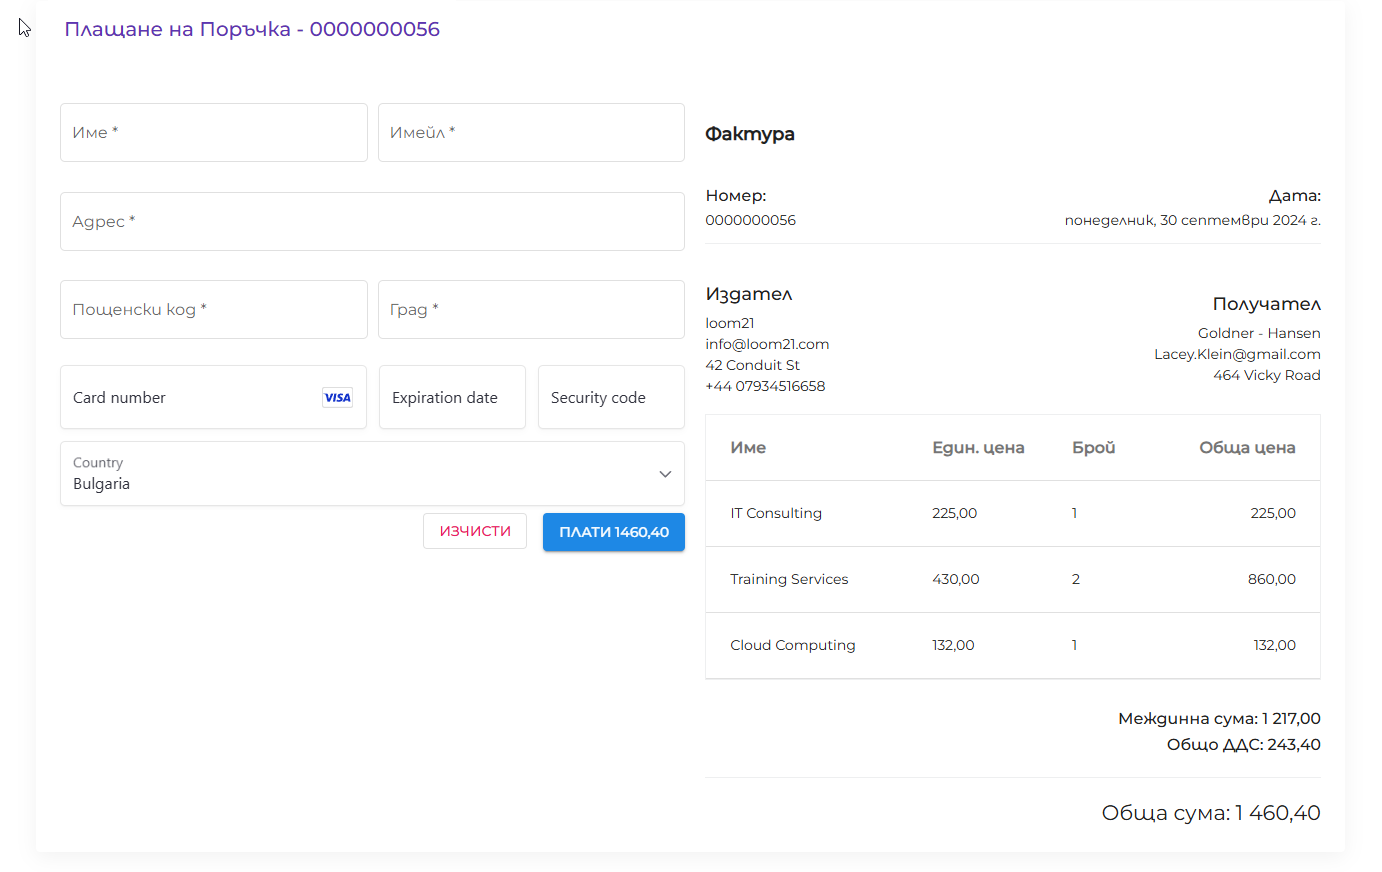 Плащане на Поръчка - 0000000056
Име *
Имейл *
Адрес *
Пощенски код *
Град *
Card number
VISA
Expiration date
Security code
Country
Bulgaria
ИЗЧИСТИ
ПЛАТИ 1460,40
Фактура
Номер:
0000000056
Дата:
понеделник, 30 септември 2024 г.
Издател
loom21
info@loom21.com
42 Conduit St
+44 07934516658
Получател
Goldner - Hansen
Lacey.Klein@gmail.com
464 Vicky Road
Име Един. цена Брой Обща цена
IT Consulting 225,00 1 225,00
Training Services 430,00 2 860,00
Cloud Computing 132,00 1 132,00
Междинна сума: 1 217,00
Общо ДДС: 243,40
Обща сума: 1 460,40